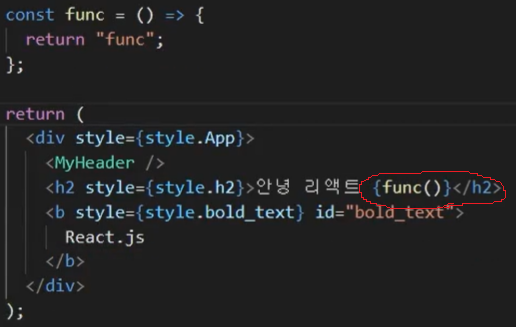 const func = () => {
return "func";
};
return (
<div style={style.App}>
<MyHeader />
<h2 style={style.h2}>안녕 리액트 {func()}</h2>
<b style={style.bold_text} id="bold_text">
React.js
</b>
</div>
);